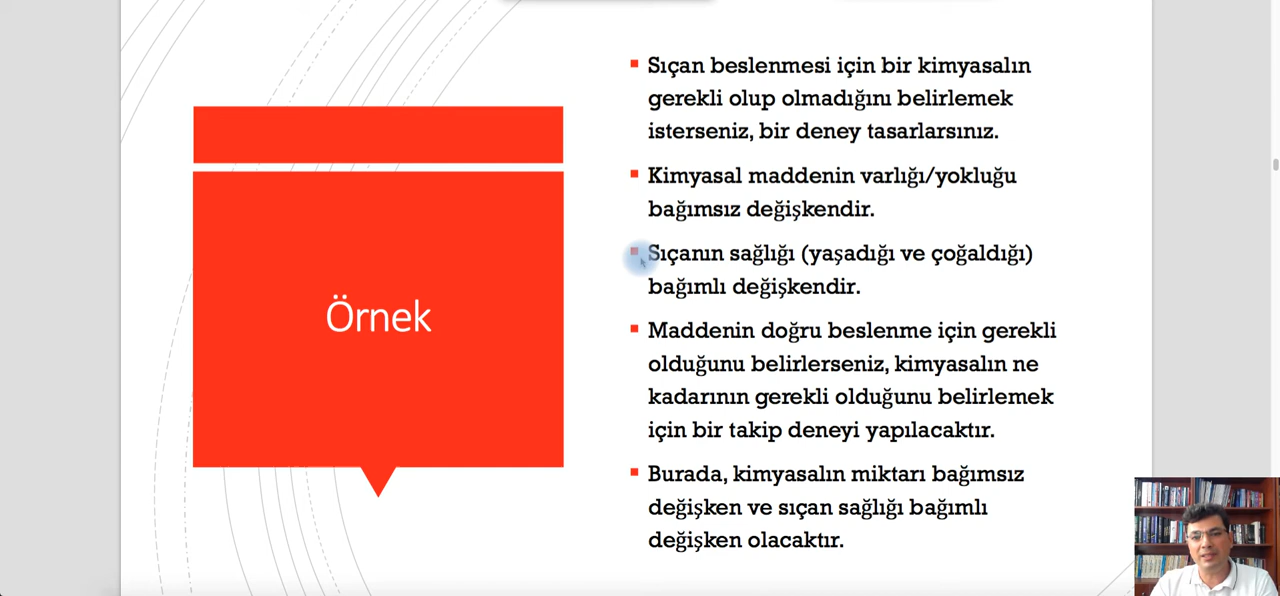 Örnek
Sıçan beslenmesi için bir kimyasalın
gerekli olup olmadığını belirlemek
isterseniz, bir deney tasarlarsınız.
Kimyasal maddenin varlığı/yokluğu
bağımsız değişkendir.
Sıçanın sağlığı (yaşadığı ve çoğaldığı)
bağımlı değişkendir.
Maddenin doğru beslenme için gerekli
olduğunu belirlerseniz, kimyasalın ne
kadarının gerekli olduğunu belirlemek
için bir takip deneyi yapılacaktır.
Burada, kimyasalın miktarı bağımsız
değişken ve sıçan sağlığı bağımlı
değişken olacaktır.